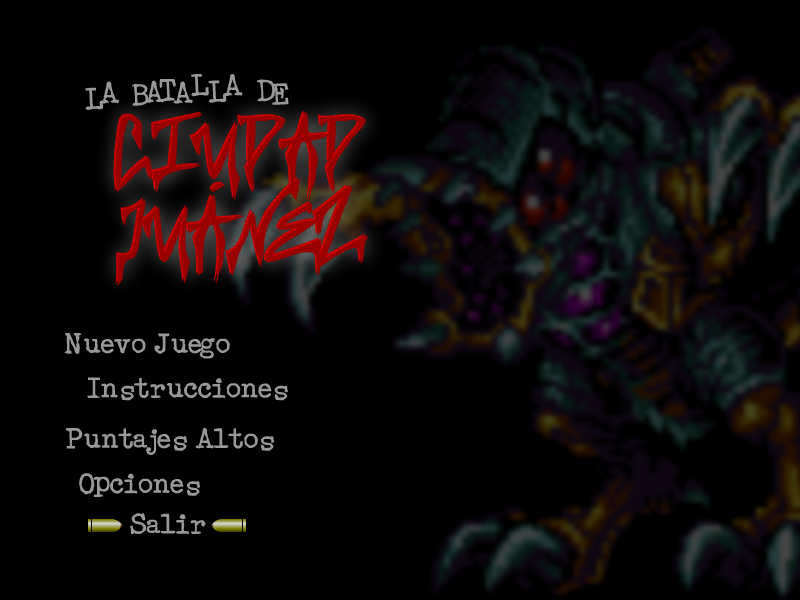 LA BATALLA DE
CIUDAD
JUÁREZ
Nuevo Juego
Instrucciones
Puntajes Altos
Opciones
Salir